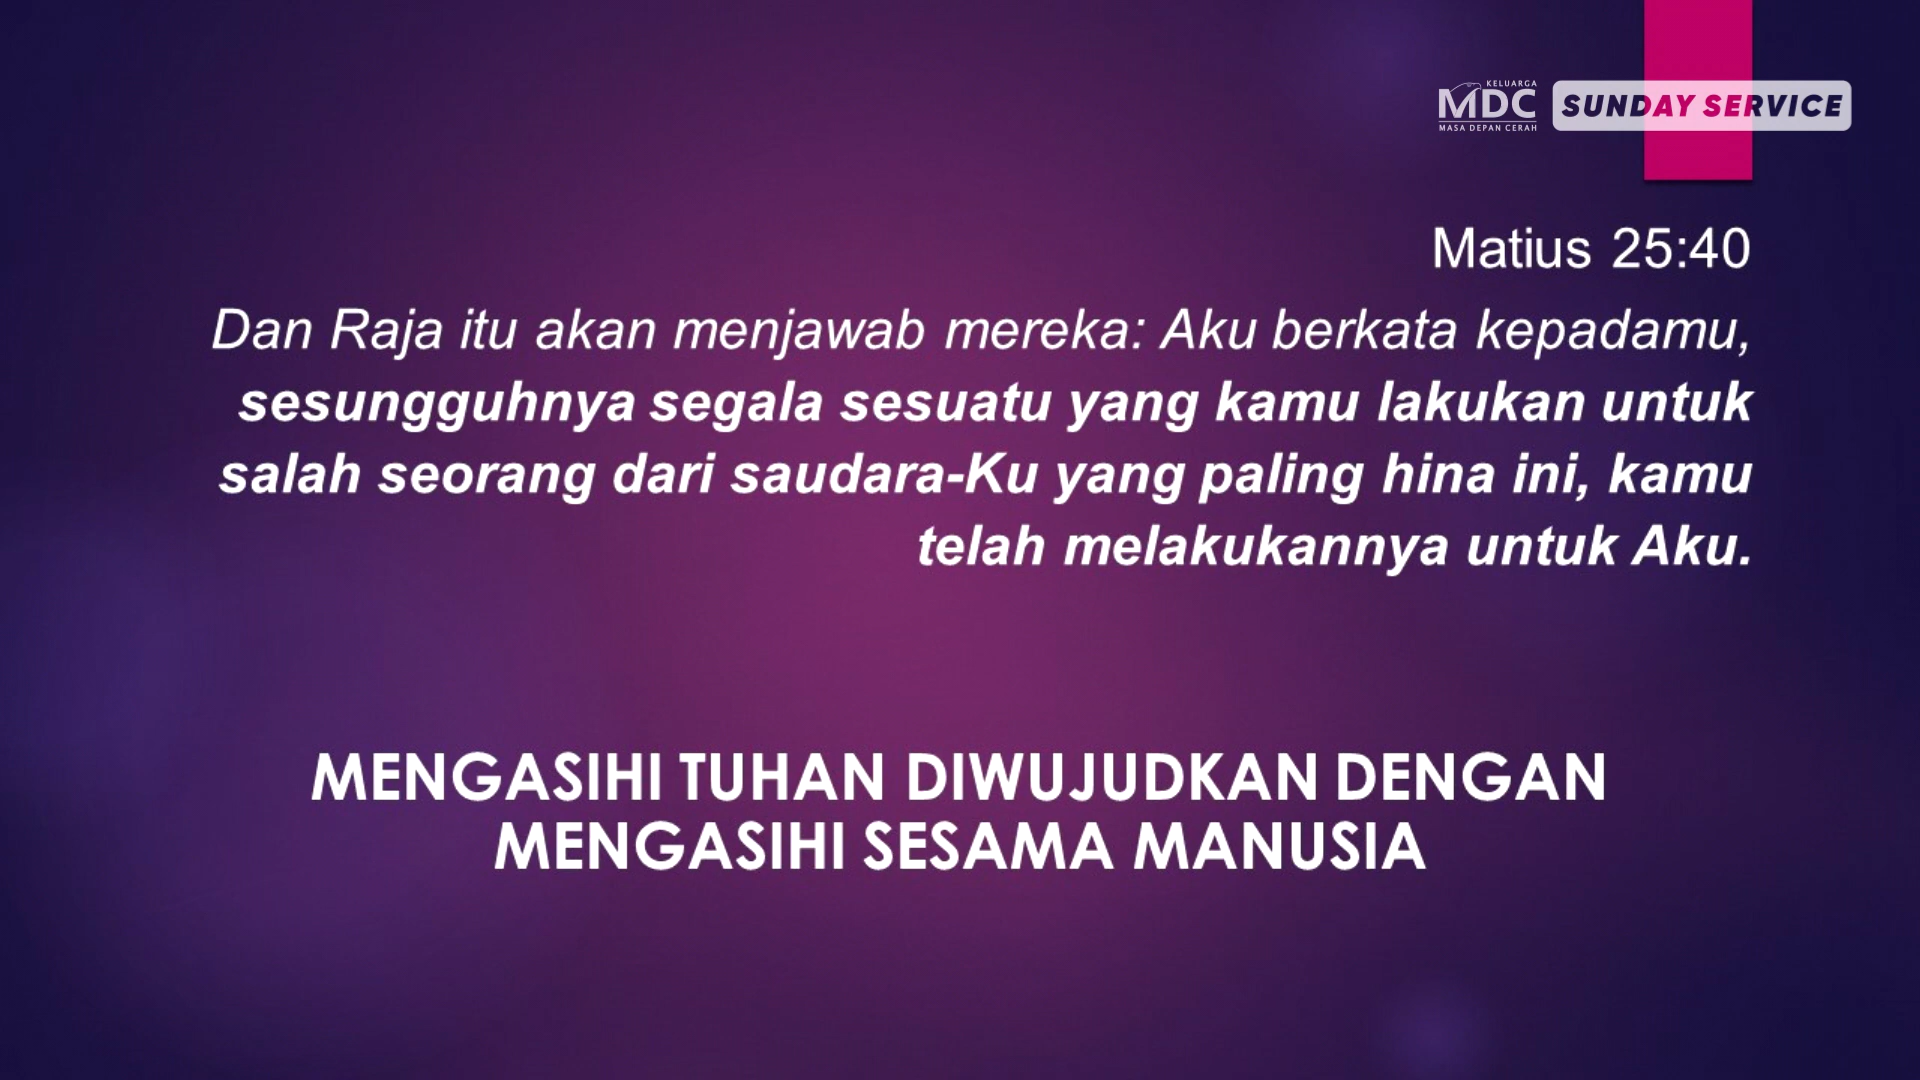 KELUARGA
MDC
MASA DEPAN CERAH
SUNDAY SERVICE
Matius 25:40
Dan Raja itu akan menjawab mereka: Aku berkata kepadamu,
sesungguhnya segala sesuatu yang kamu lakukan untuk
salah seorang dari saudara-Ku yang paling hina ini, kamu
telah melakukannya untuk Aku.
MENGASIHI TUHAN DIWUJUDKAN DENGAN
MENGASIHI SESAMA MANUSIA